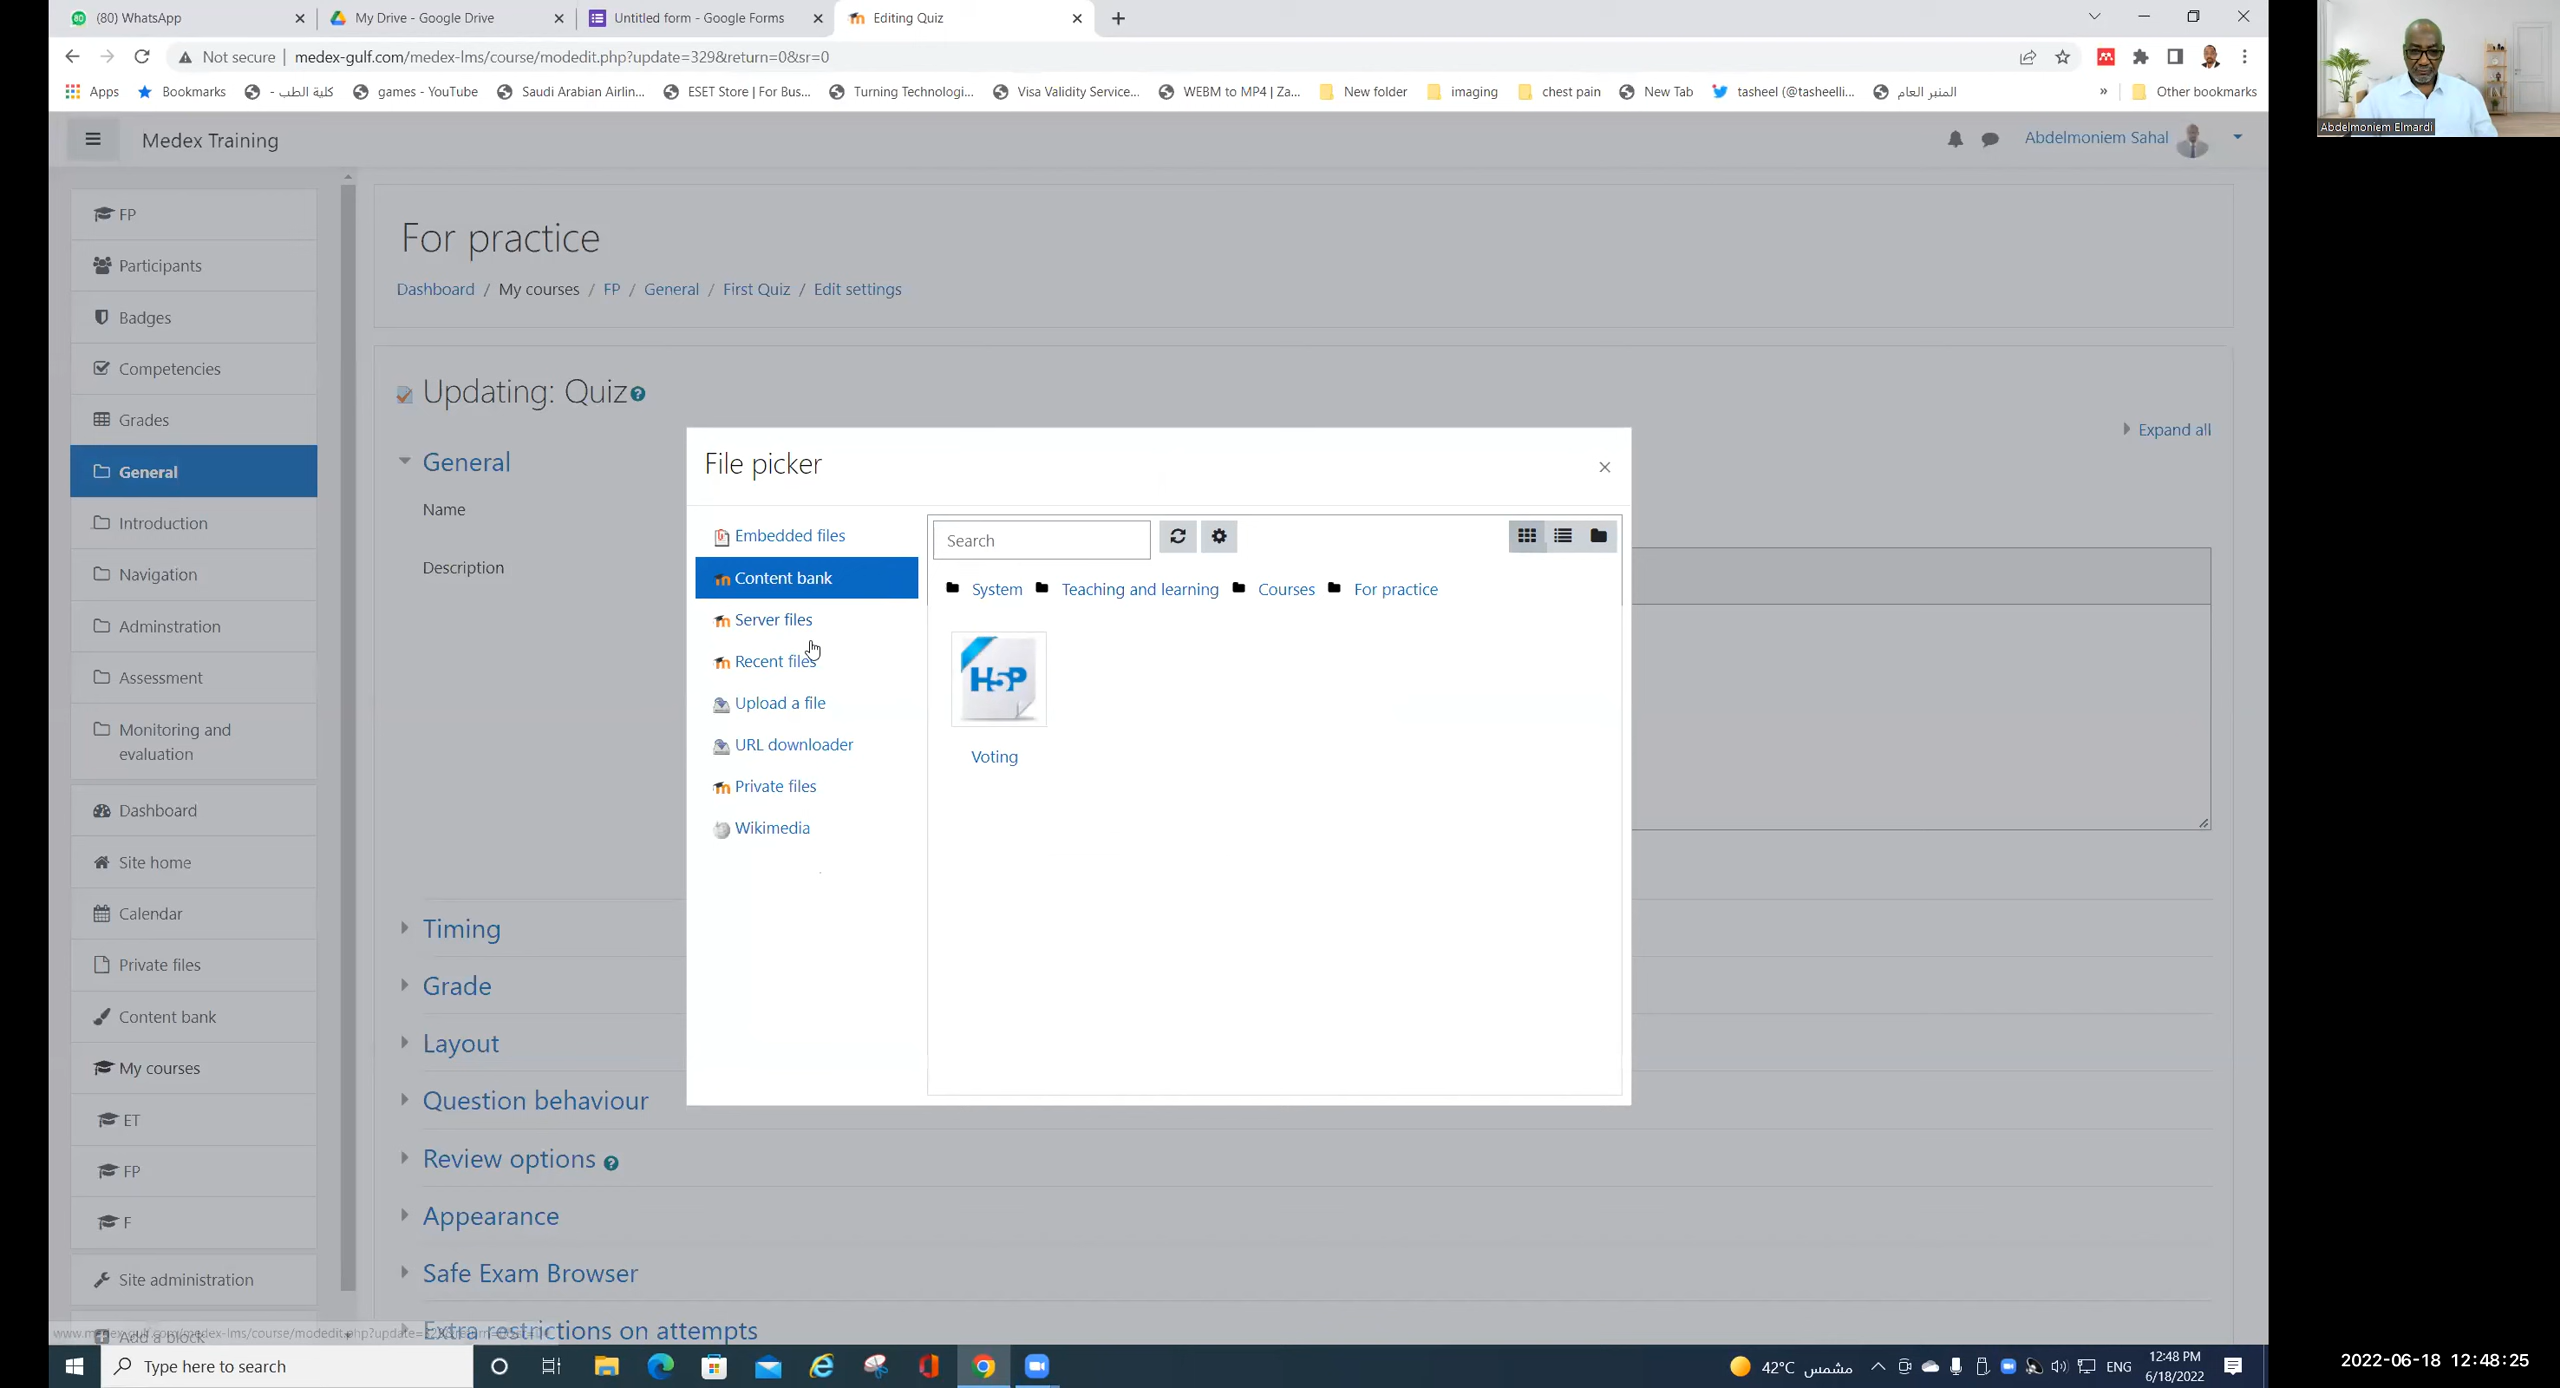 (80) WhatsApp
My Drive - Google Drive
Untitled form - Google Forms
Editing Quiz
Not secure
medex-gulf.com/medex-lms/course/modedit.php?update=329&return=0&sr=0
Apps
Bookmarks
كلية الطب -
games - YouTube
Saudi Arabian Airlin...
ESET Store | For Bus...
Turning Technologi...
Visa Validity Service...
WEBM to MP4 | Za...
New folder
imaging
chest pain
New Tab
tasheel (@tasheelli...
المنبر العام
»
Other bookmarks
Abdelmoniem Elmardi
Medex Training
Abdelmoniem Sahal
FP
Participants
Badges
Competencies
Grades
General
Introduction
Navigation
Adminstration
Assessment
Monitoring and
evaluation
Dashboard
Site home
Calendar
Private files
Content bank
My courses
ET
FP
F
Site administration
Add a block
For practice
Dashboard / My courses / FP / General / First Quiz / Edit settings
Updating: Quiz
Expand all
General
Name
Description
Timing
Grade
Layout
Question behaviour
Review options
Appearance
Safe Exam Browser
Extra restrictions on attempts
File picker
Embedded files
Content bank
Server files
Recent files
Upload a file
URL downloader
Private files
Wikimedia
Search
System
Teaching and learning
Courses
For practice
H5P
Voting
Type here to search
42°C مشمس
ENG
12:48 PM
6/18/2022
2022-06-18 12:48:25